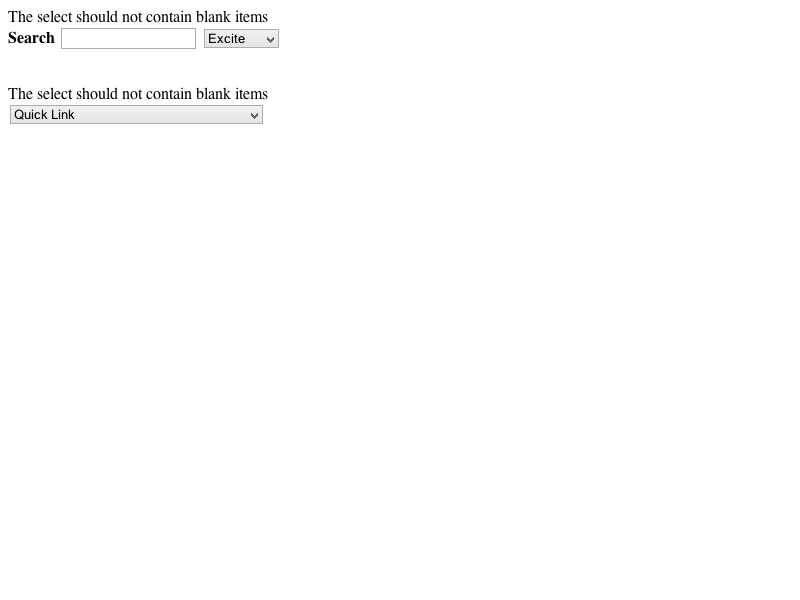 The select should not contain blank items
Search Excite
The select should not contain blank items
Quick Link